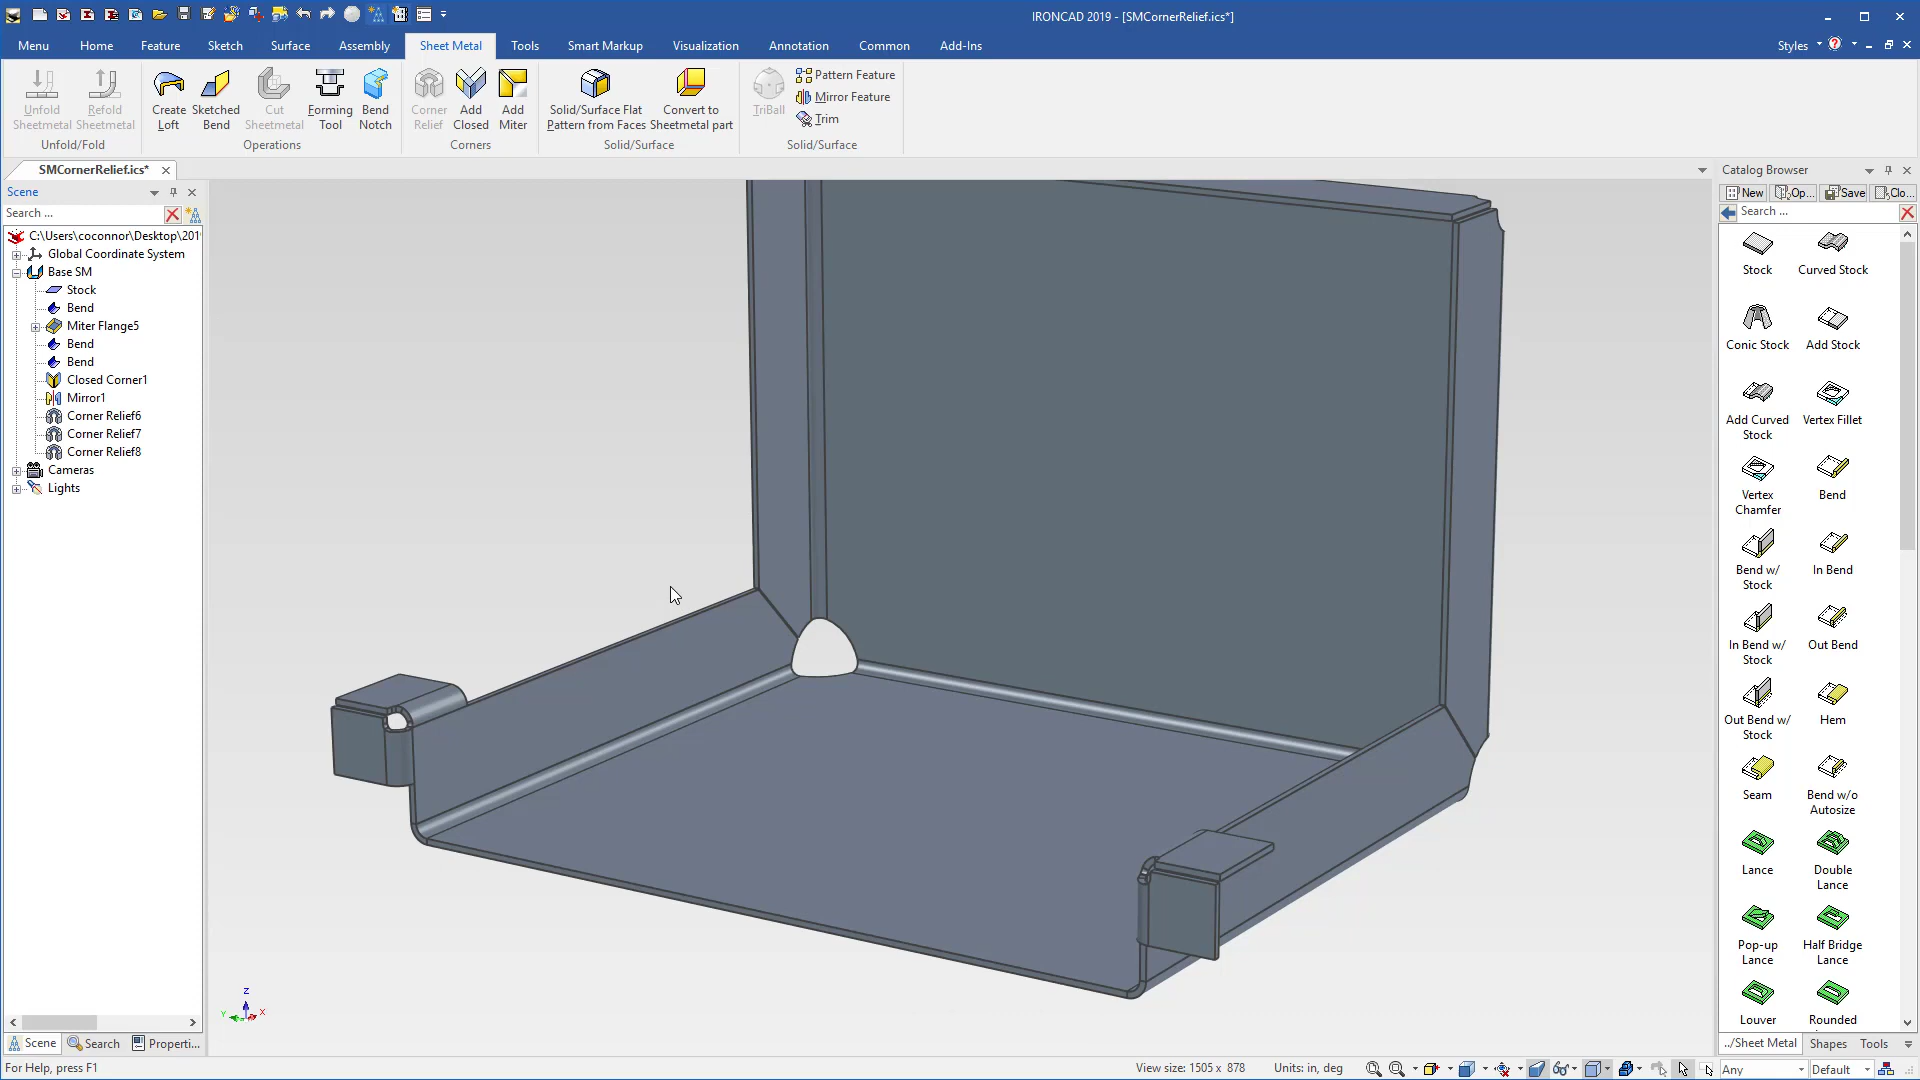 IRONCAD 2019 - [SMCornerRelief.ics*]
Menu Home Feature Sketch Surface Assembly Sheet Metal Tools Smart Markup Visualization Annotation Common Add-Ins Styles
Unfold Sheetmetal
Refold Sheetmetal
Unfold/Fold
Create Loft
Sketched Bend
Cut Sheetmetal
Forming Tool
Bend Notch
Operations
Corner Relief
Add Closed
Add Miter
Corners
Solid/Surface Flat Pattern from Faces
Convert to Sheetmetal part
Solid/Surface
TriBall
Pattern Feature
Mirror Feature
Trim
Solid/Surface
SMCornerRelief.ics*
Scene
Search ...
C:\Users\coconnor\Desktop\201
Global Coordinate System
Base SM
Stock
Bend
Miter Flange5
Bend
Bend
Closed Corner1
Mirror1
Corner Relief6
Corner Relief7
Corner Relief8
Cameras
Lights
Scene Search Properti...
Z
Y
X
Catalog Browser
New Op... Save Clo...
Search ...
Stock
Curved Stock
Conic Stock
Add Stock
Add Curved Stock
Vertex Fillet
Vertex Chamfer
Bend
Bend w/ Stock
In Bend
In Bend w/ Stock
Out Bend
Out Bend w/ Stock
Hem
Seam
Bend w/o Autosize
Lance
Double Lance
Pop-up Lance
Half Bridge Lance
Louver
Rounded
../Sheet Metal Shapes Tools
For Help, press F1
View size: 1505 x 878
Units: in, deg
Any
Default